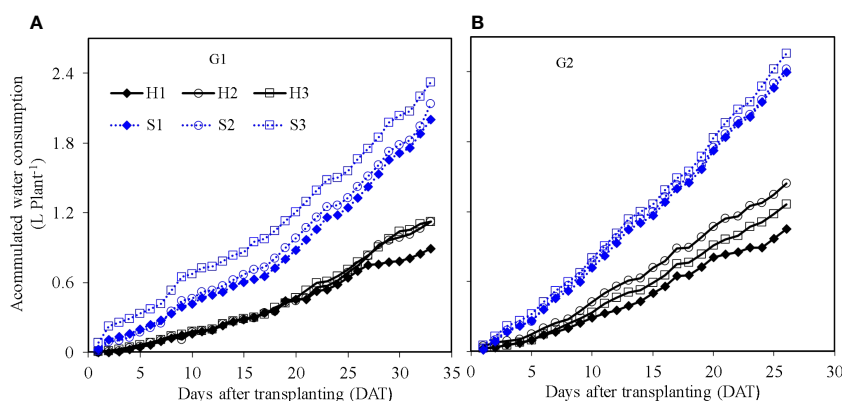 A
B
G1
G2
H1 H2 H3
S1 S2 S3
Acommulated water consumption
(L Plant-1)
2.4
1.8
1.2
0.6
0
0 5 10 15 20 25 30 35
0 5 10 15 20 25 30
Days after transplanting (DAT)
Days after transplanting (DAT)